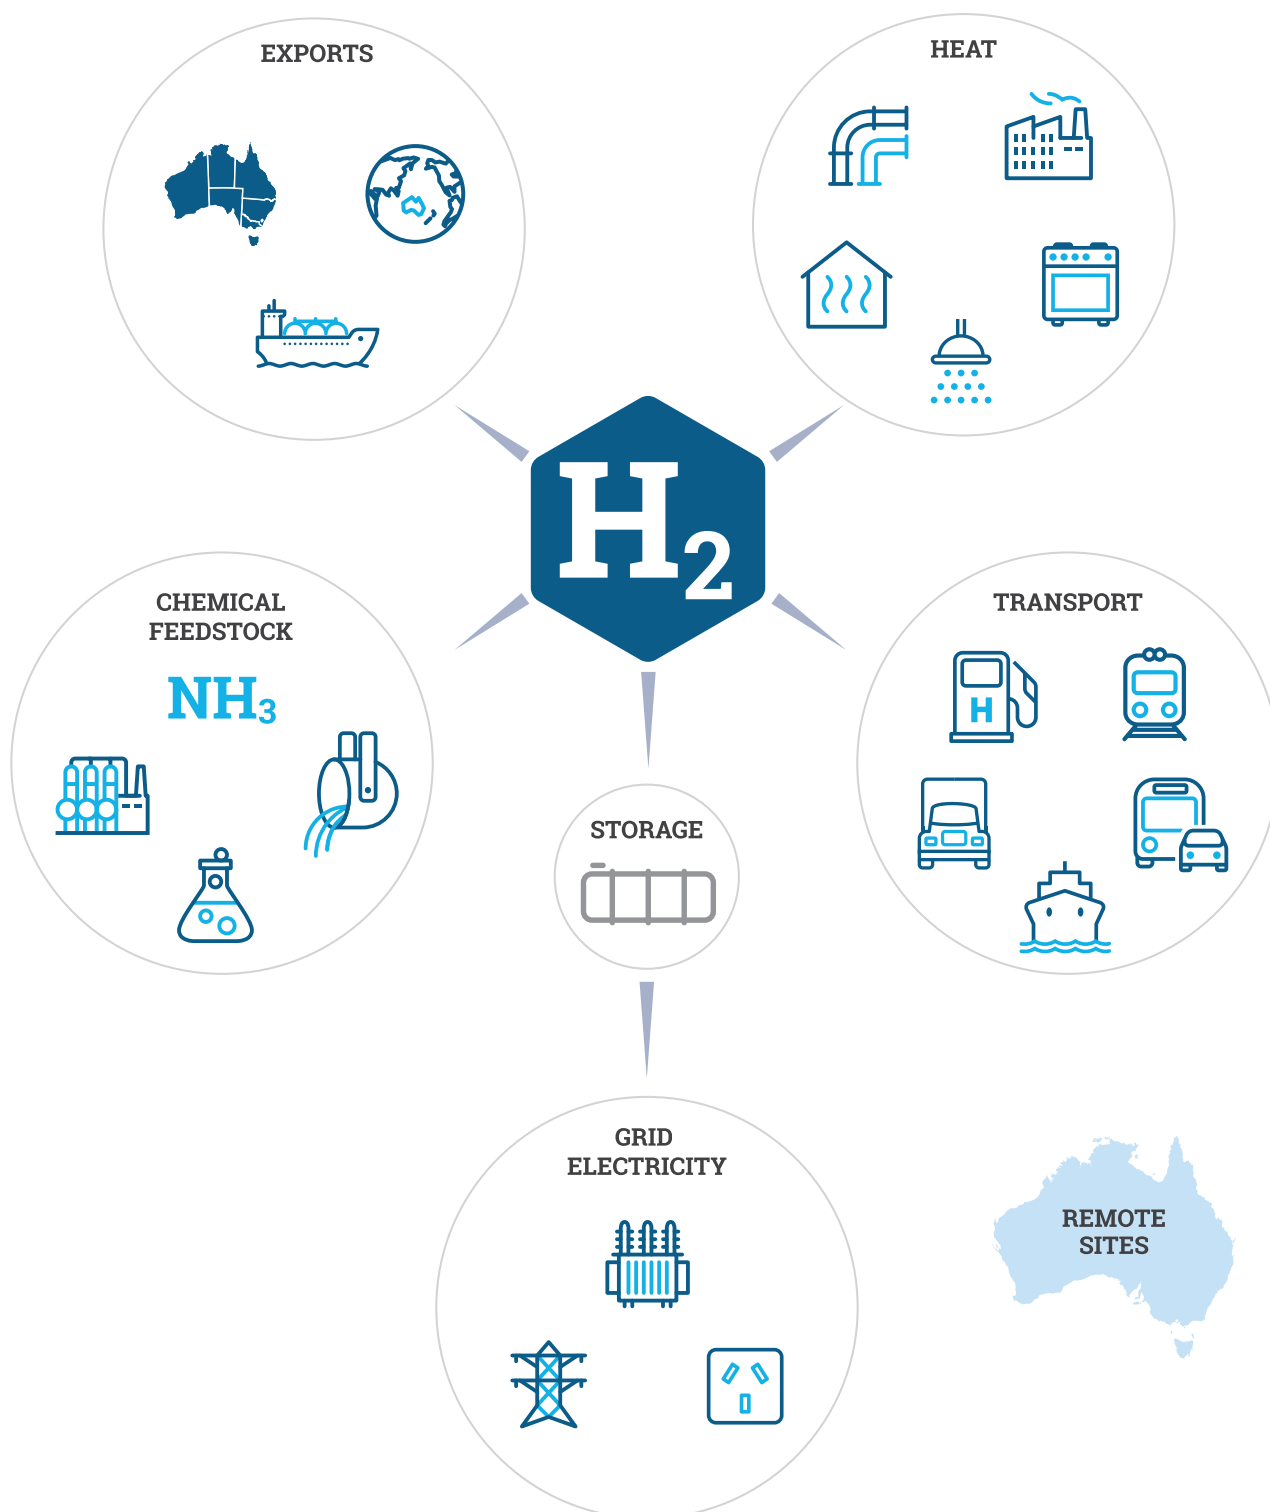 EXPORTS
HEAT
H₂
CHEMICAL
FEEDSTOCK
NH₃
TRANSPORT
H
STORAGE
GRID
ELECTRICITY
REMOTE
SITES